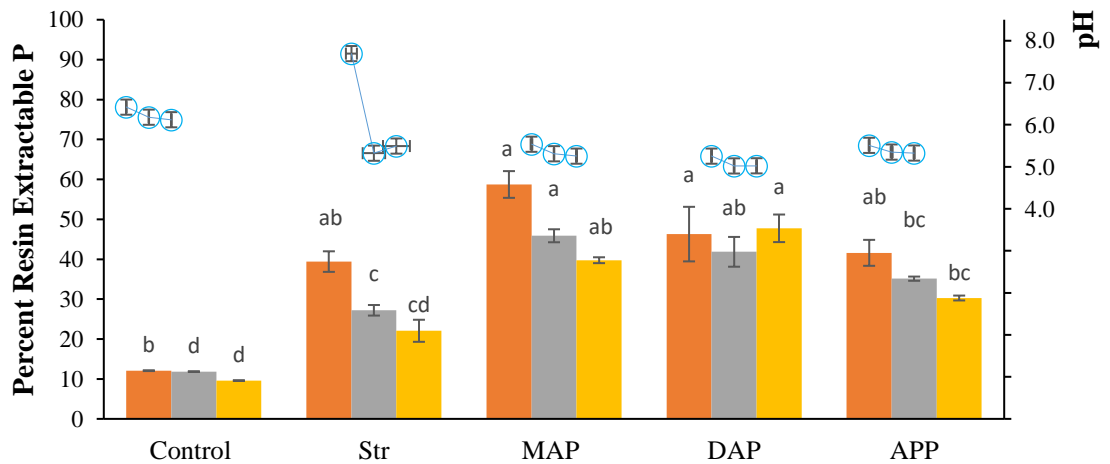 Percent Resin Extractable P
100
90
80
70
60
50
40
30
20
10
0
pH
8.0
7.0
6.0
5.0
4.0
b
d
d
ab
c
cd
a
a
ab
a
ab
a
ab
bc
bc
Control
Str
MAP
DAP
APP